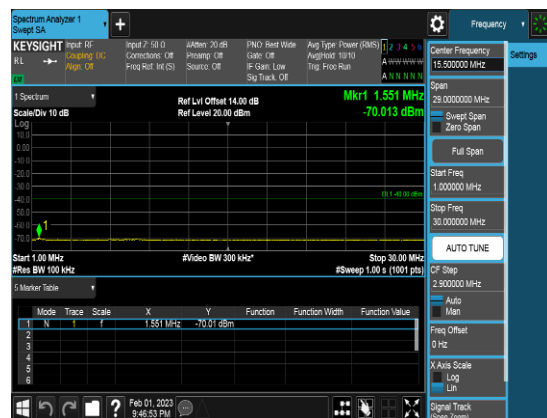 Spectrum Analyzer 1
Swept SA
+
Frequency
KEYSIGHT
RL
LW
Input: RF
Coupling: DC
Align: Off
Input Z: 50 Ω
Corrections: Off
Freq Ref: Int (S)
#Atten: 20 dB
Preamp: Off
Source: Off
PNO: Best Wide
Gate: Off
IF Gain: Low
Sig Track: Off
Avg Type: Power (RMS)
Avg|Hold: 10/10
Trig: Free Run
1 2 3 4 5 6
A W W W W W
A N N N N N
1 Spectrum
Scale/Div 10 dB
Ref Lvl Offset 14.00 dB
Ref Level 20.00 dBm
Mkr1 1.551 MHz
-70.013 dBm
Log
10.0
0.00
-10.0
-20.0
-30.0
-40.0
-50.0
-60.0
-70.0
DL1 -40.00 dBm
1
Start 1.00 MHz
#Res BW 100 kHz
#Video BW 300 kHz*
Stop 30.00 MHz
#Sweep 1.00 s (1001 pts)
5 Marker Table
Mode Trace Scale X Y Function Function Width Function Value
1 N 1 f 1.551 MHz -70.01 dBm
2
3
4
5
6
Feb 01, 2023
9:46:53 PM
?
Center Frequency
15.500000 MHz
Settings
Span
29.0000000 MHz
Swept Span
Zero Span
Full Span
Start Freq
1.000000 MHz
Stop Freq
30.000000 MHz
AUTO TUNE
CF Step
2.900000 MHz
Auto
Man
Freq Offset
0 Hz
X Axis Scale
Log
Lin
Signal Track
(Span Zoom)